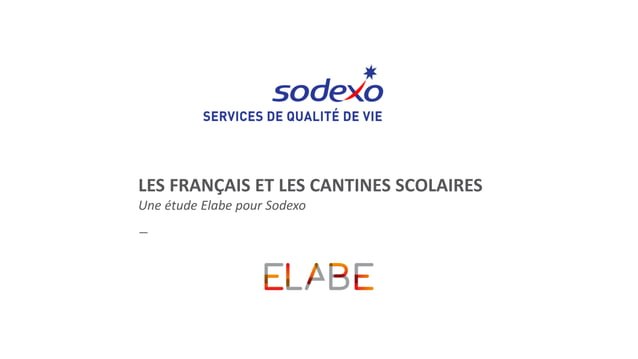 sodexo
SERVICES DE QUALITÉ DE VIE
LES FRANÇAIS ET LES CANTINES SCOLAIRES
Une étude Elabe pour Sodexo
—
ELABE